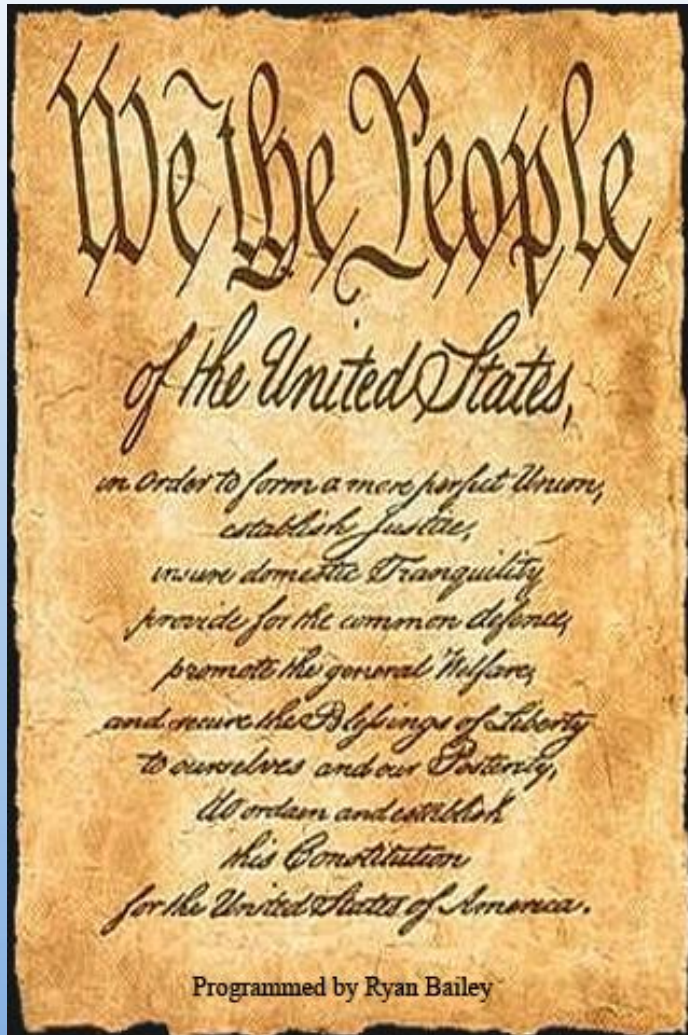 We the People
of the United States,
in Order to form a more perfect Union,
establish Justice,
insure domestic Tranquility
provide for the common defence,
promote the general Welfare,
and secure the Blessings of Liberty
to ourselves and our Posterity,
do ordain and establish
this Constitution
for the United States of America.
Programmed by Ryan Bailey